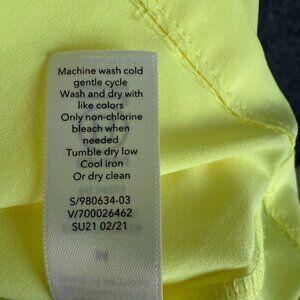 Machine wash cold
gentle cycle
Wash and dry with
like colors
Only non-chlorine
bleach when
needed
Tumble dry low
Cool iron
Or dry clean
S/980634-03
V/700026462
SU21 02/21